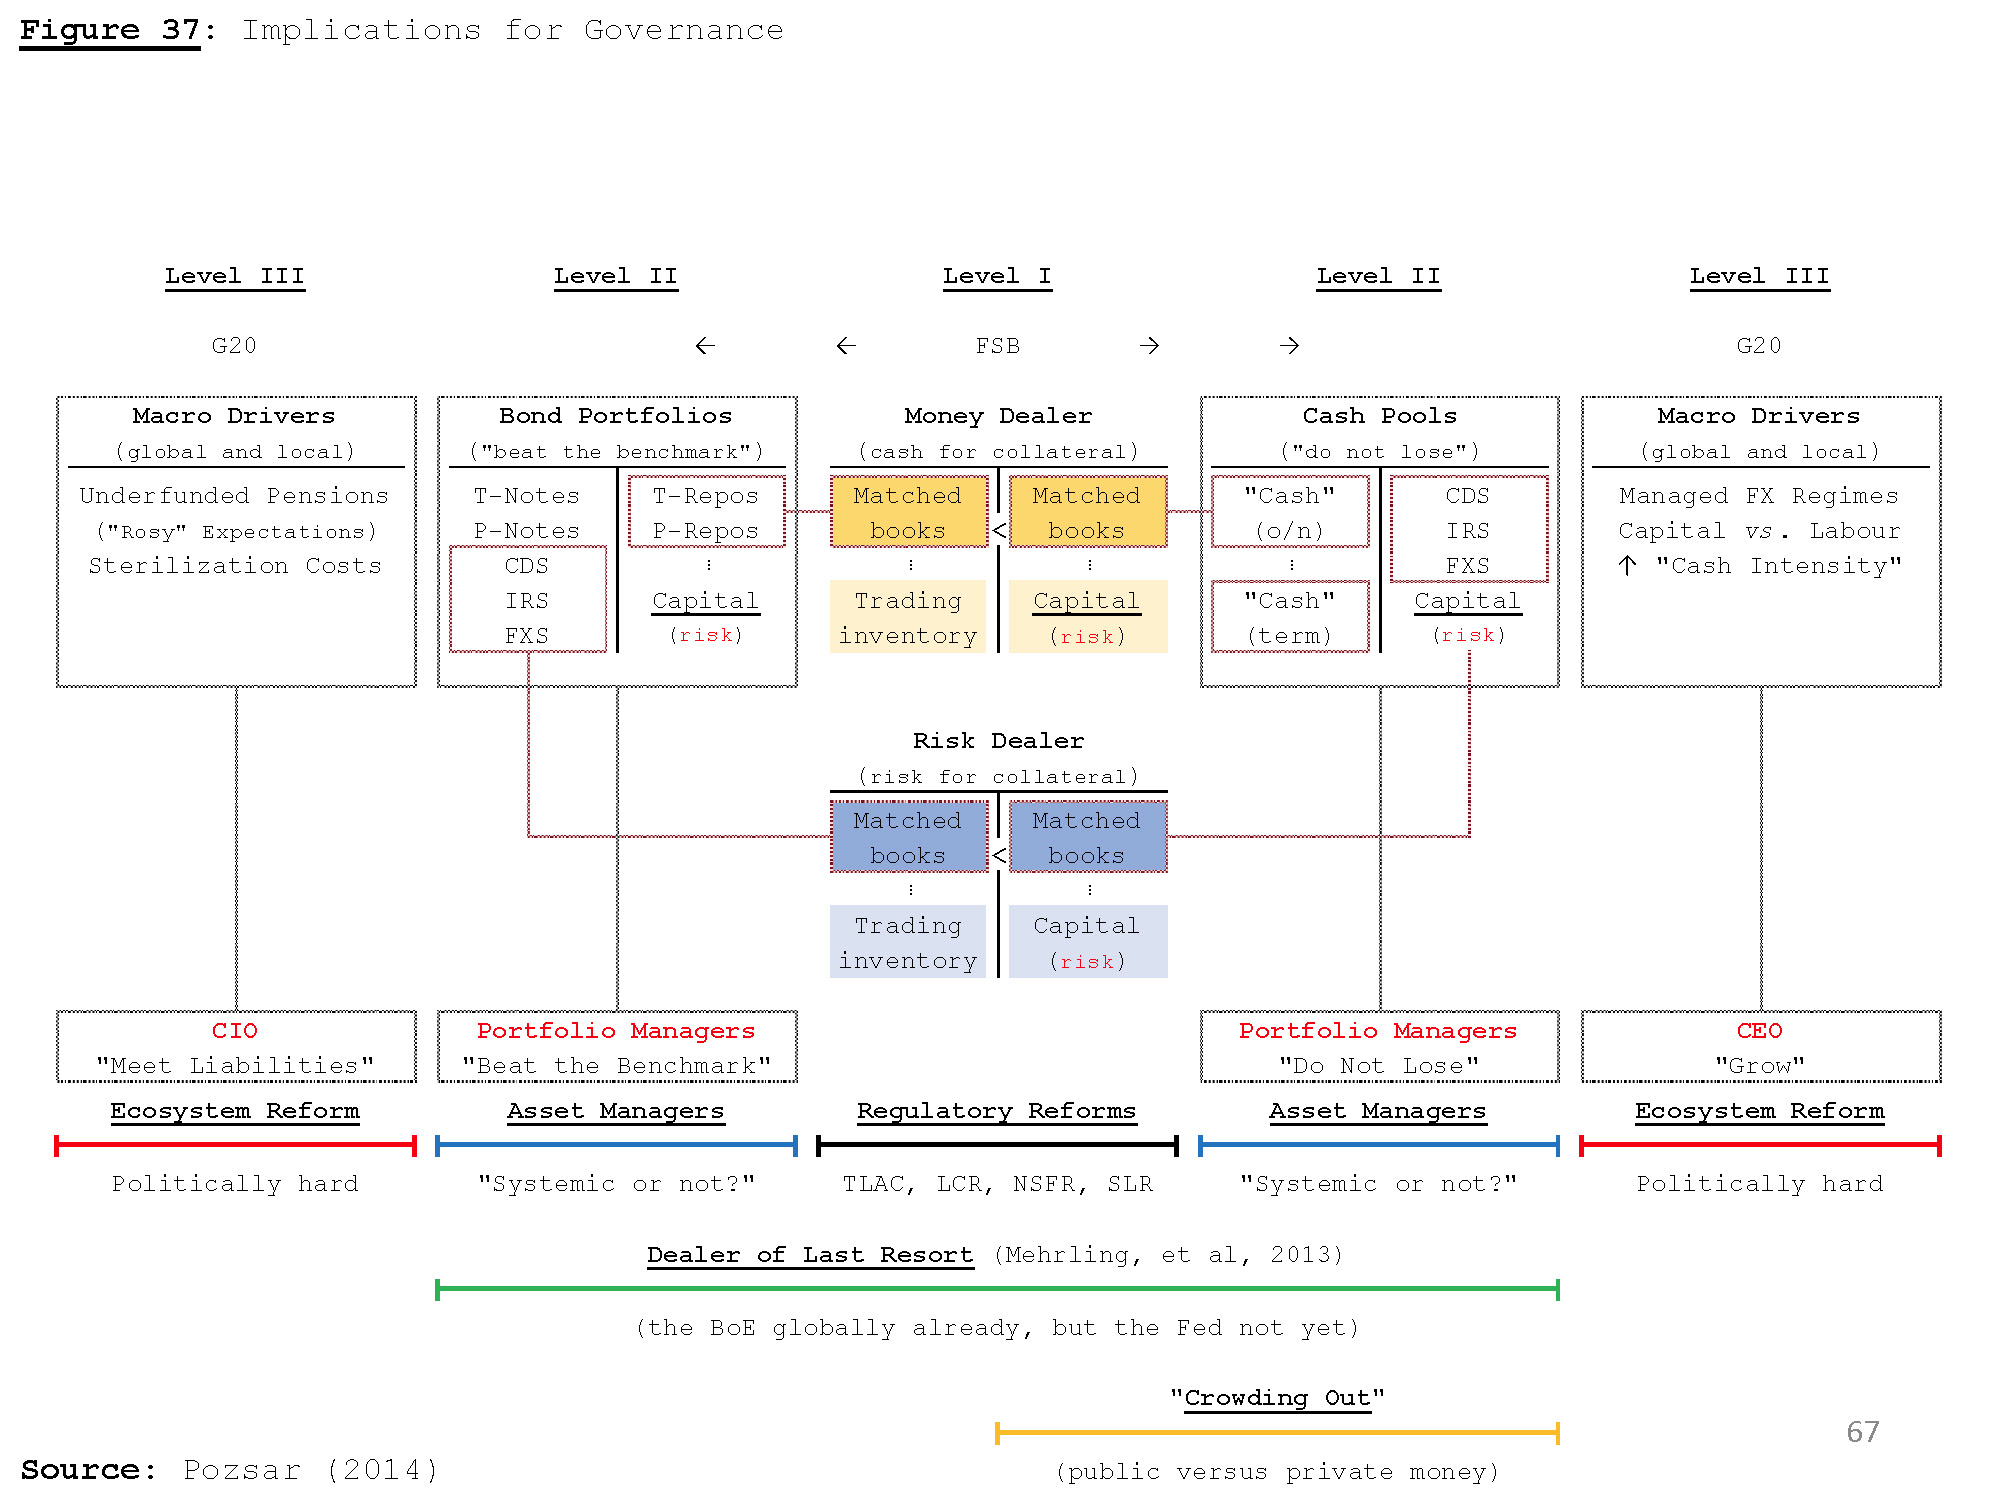 Figure 37: Implications for Governance
Level III
Level II
Level I
Level II
Level III
G20
←
←
FSB
→
→
G20
Macro Drivers
(global and local)
Underfunded Pensions
("Rosy" Expectations)
Sterilization Costs
Bond Portfolios
("beat the benchmark")
T-Notes
P-Notes
CDS
IRS
FXS
T-Repos
P-Repos
⋮
Capital
(risk)
Money Dealer
(cash for collateral)
Matched
books
⋮
Trading
inventory
<
Matched
books
⋮
Capital
(risk)
Cash Pools
("do not lose")
"Cash"
(o/n)
⋮
"Cash"
(term)
CDS
IRS
FXS
Capital
(risk)
Macro Drivers
(global and local)
Managed FX Regimes
Capital vs. Labour
↑ "Cash Intensity"
Risk Dealer
(risk for collateral)
Matched
books
⋮
Trading
inventory
<
Matched
books
⋮
Capital
(risk)
CIO
"Meet Liabilities"
Portfolio Managers
"Beat the Benchmark"
Portfolio Managers
"Do Not Lose"
CEO
"Grow"
Ecosystem Reform
Asset Managers
Regulatory Reforms
Asset Managers
Ecosystem Reform
Politically hard
"Systemic or not?"
TLAC, LCR, NSFR, SLR
"Systemic or not?"
Politically hard
Dealer of Last Resort (Mehrling, et al, 2013)
(the BoE globally already, but the Fed not yet)
"Crowding Out"
(public versus private money)
67
Source: Pozsar (2014)